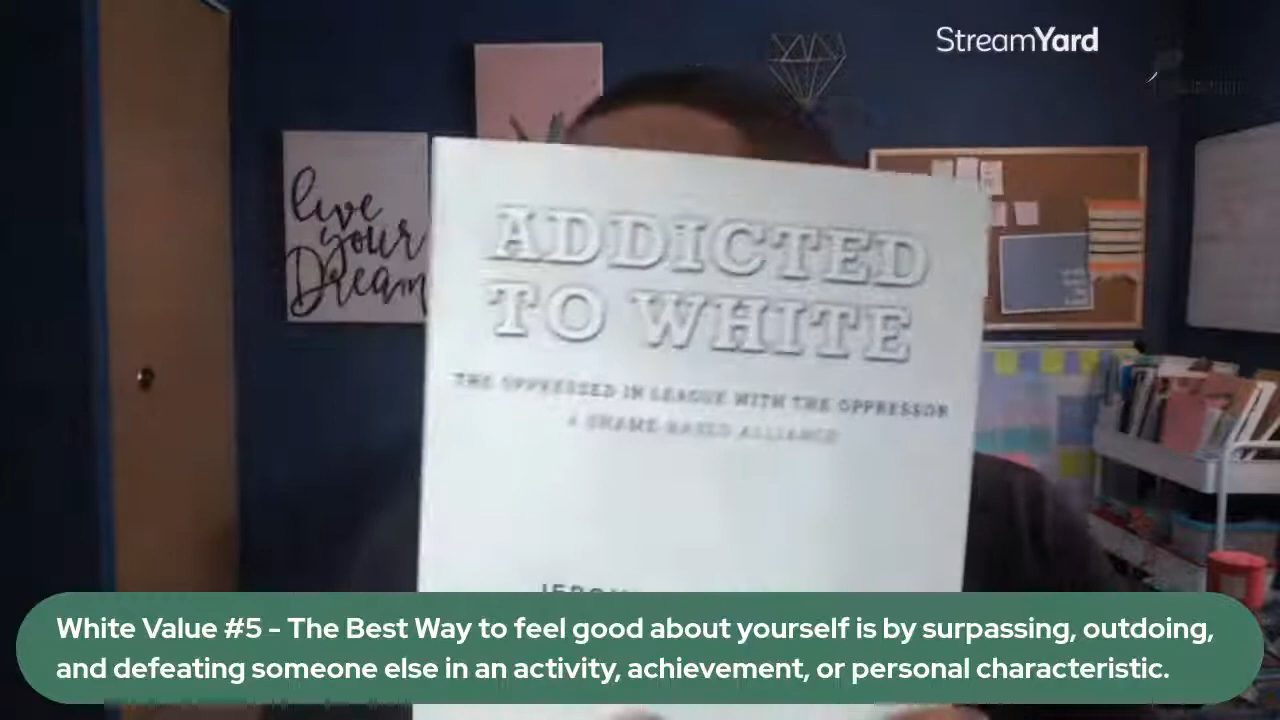 StreamYard
live
your
Dream
ADDICTED
TO WHITE
THE OPPRESSED IN LEAGUE WITH THE OPPRESSOR
A SHAME-BASED ALLIANCE
White Value #5 - The Best Way to feel good about yourself is by surpassing, outdoing,
and defeating someone else in an activity, achievement, or personal characteristic.